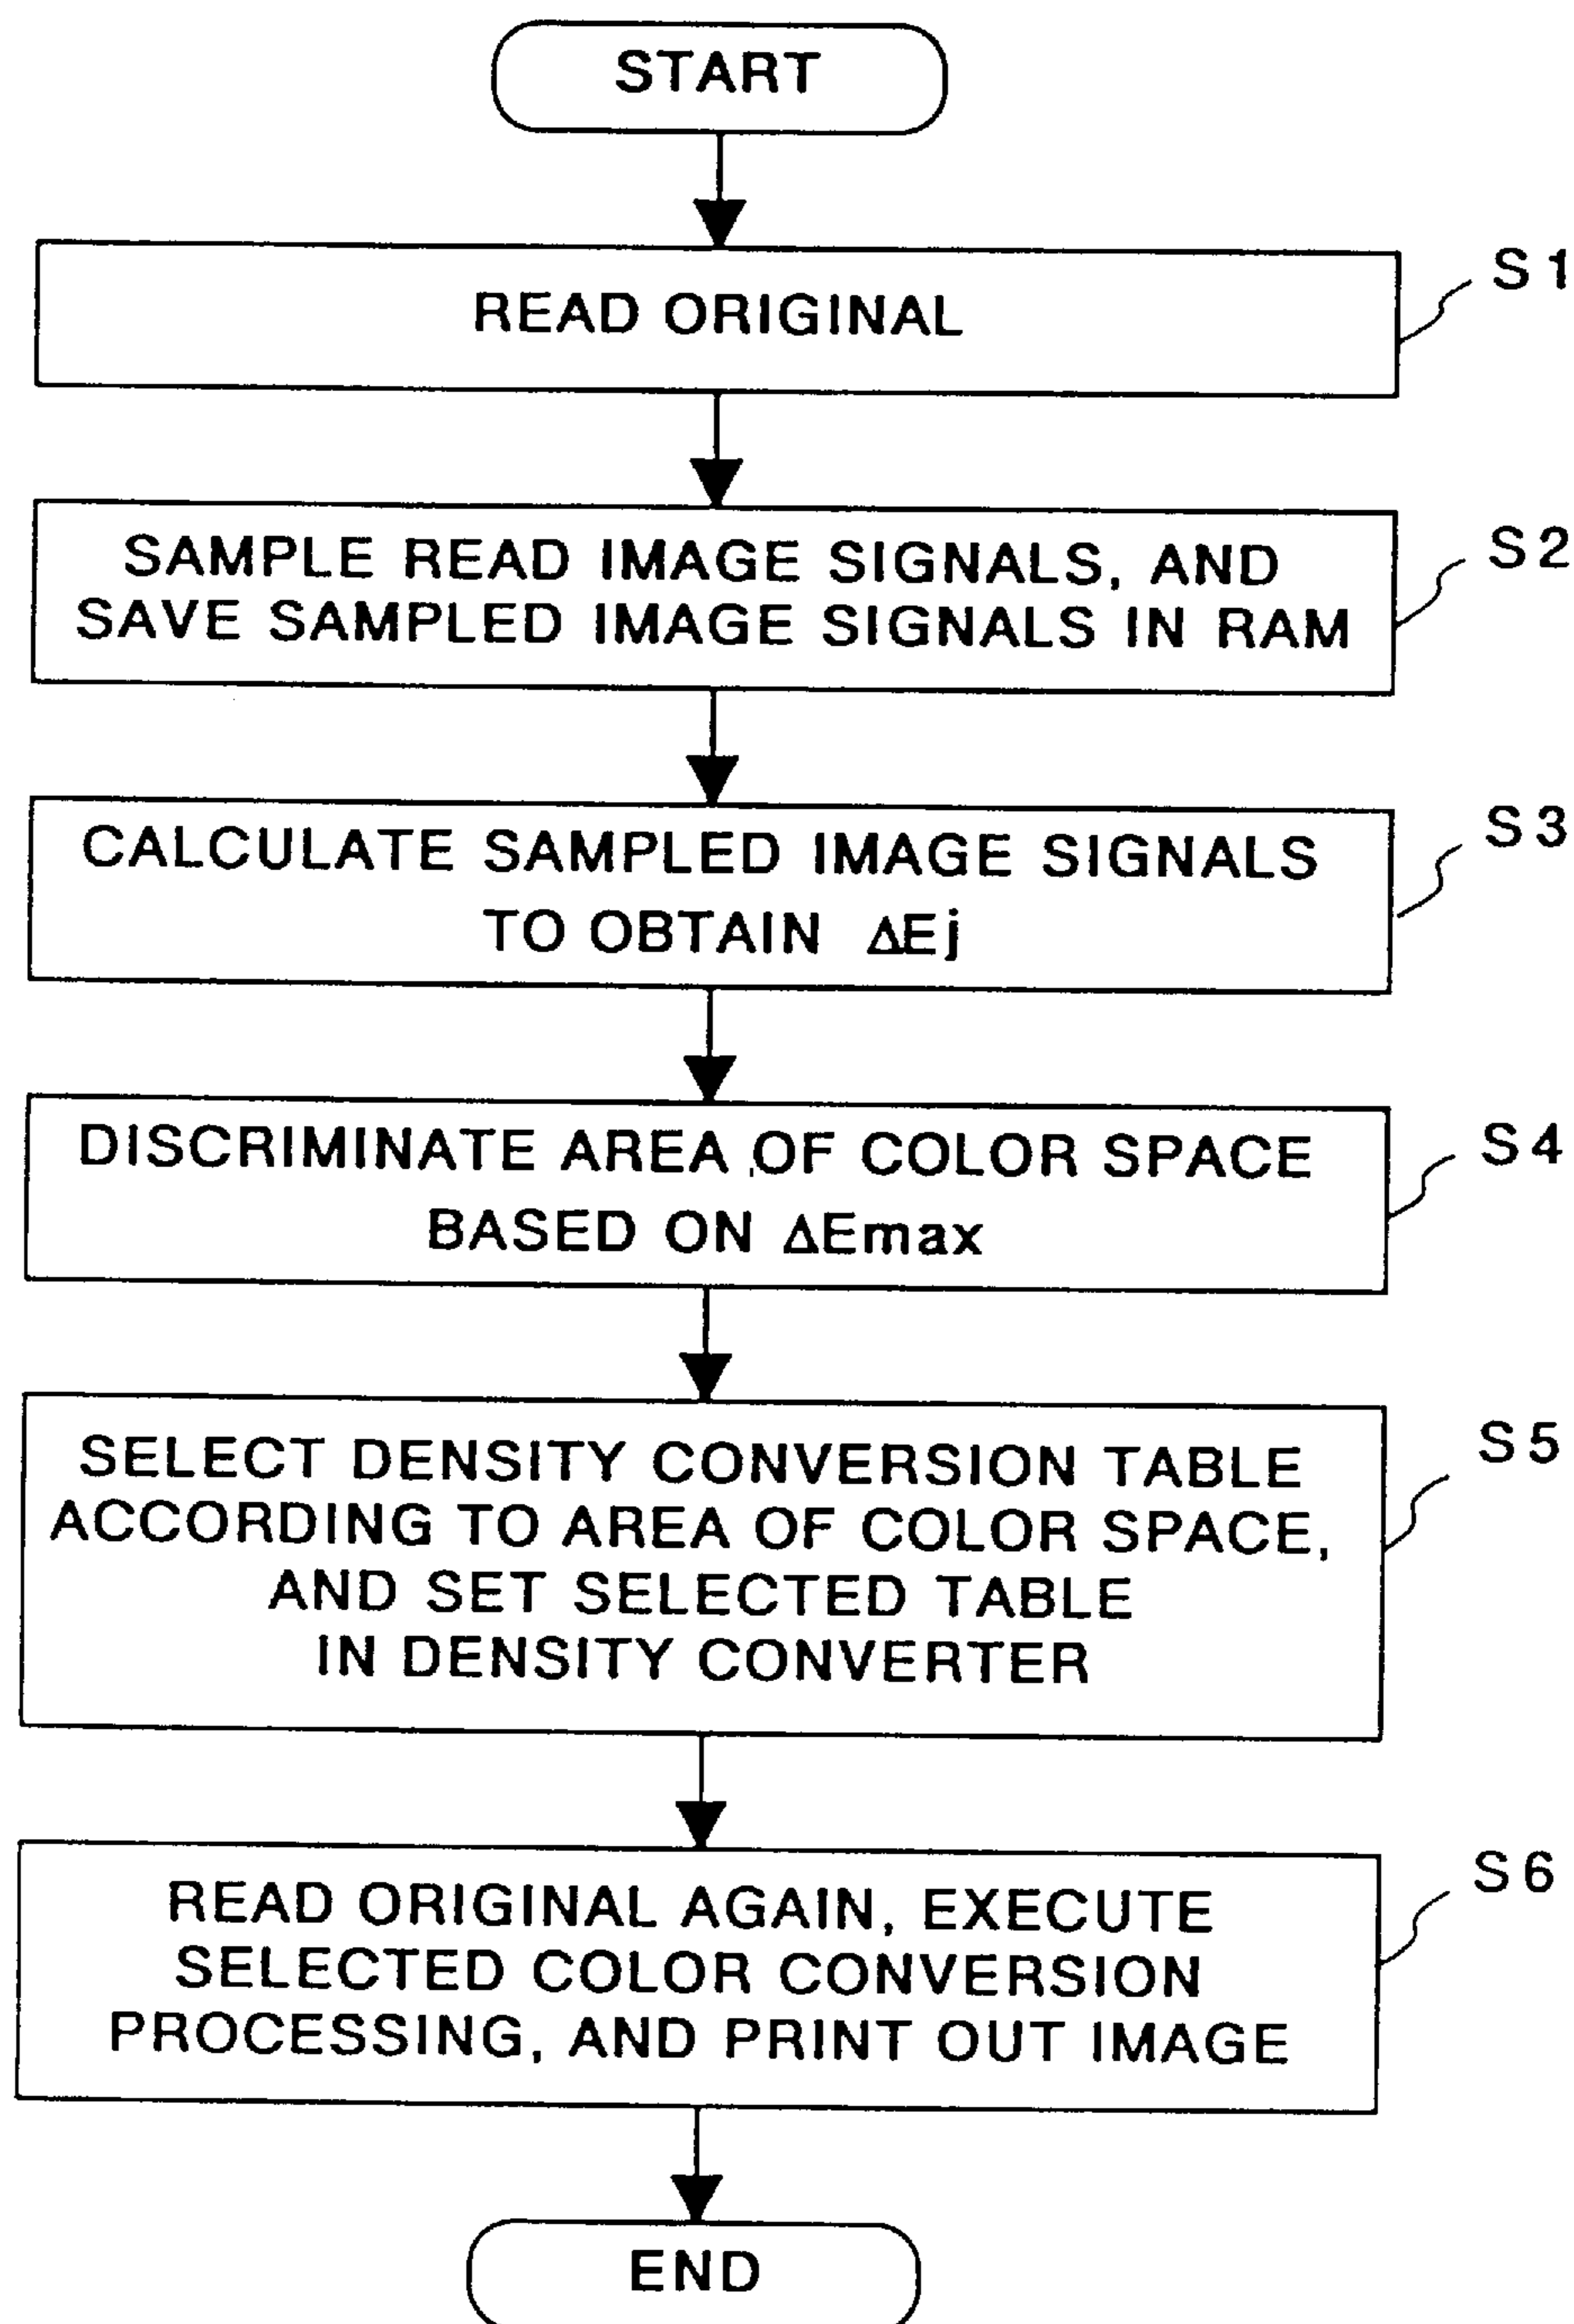 START
READ ORIGINAL
S1
SAMPLE READ IMAGE SIGNALS, AND
SAVE SAMPLED IMAGE SIGNALS IN RAM
S2
CALCULATE SAMPLED IMAGE SIGNALS
TO OBTAIN ΔEj
S3
DISCRIMINATE AREA OF COLOR SPACE
BASED ON ΔEmax
S4
SELECT DENSITY CONVERSION TABLE
ACCORDING TO AREA OF COLOR SPACE,
AND SET SELECTED TABLE
IN DENSITY CONVERTER
S5
READ ORIGINAL AGAIN, EXECUTE
SELECTED COLOR CONVERSION
PROCESSING, AND PRINT OUT IMAGE
S6
END